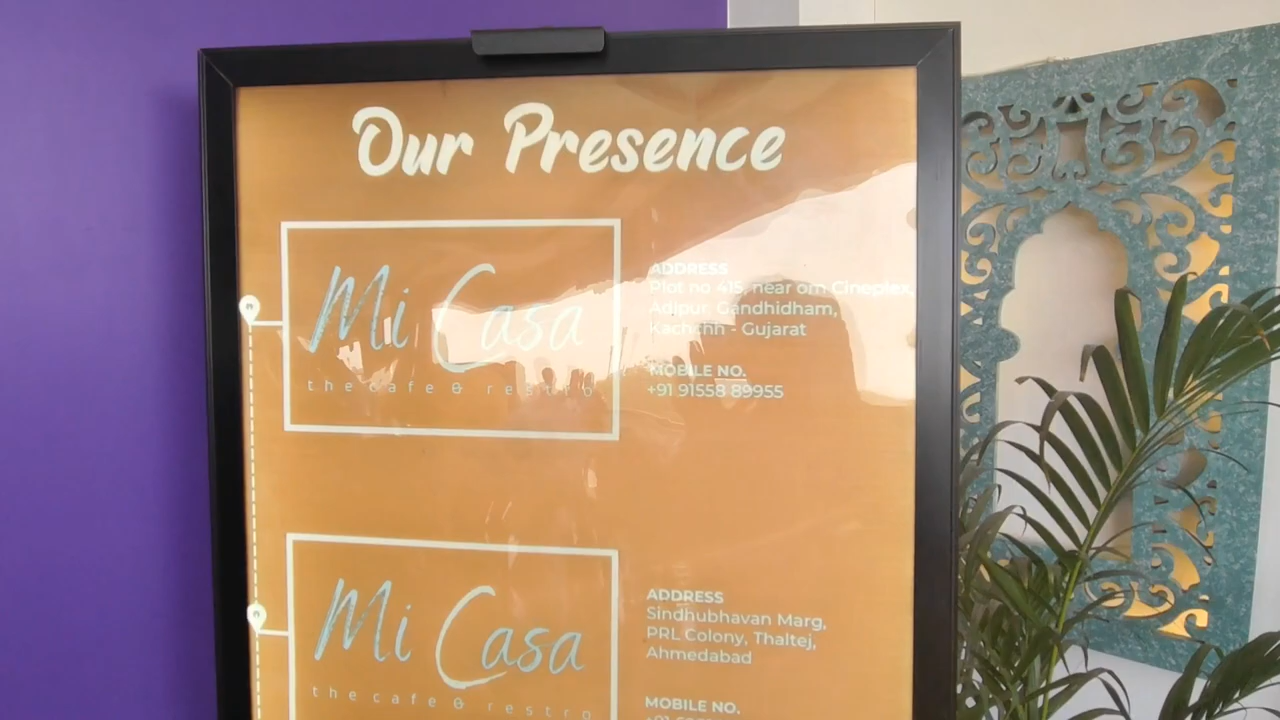 Our Presence
Mi Casa
the cafe & restro
ADDRESS
Plot no 415, near om Cineplex,
Adipur, Gandhidham,
Kachchh - Gujarat
MOBILE NO.
+91 91558 89955
Mi Casa
the cafe & restro
ADDRESS
Sindhubhavan Marg,
PRL Colony, Thaltej,
Ahmedabad
MOBILE NO.